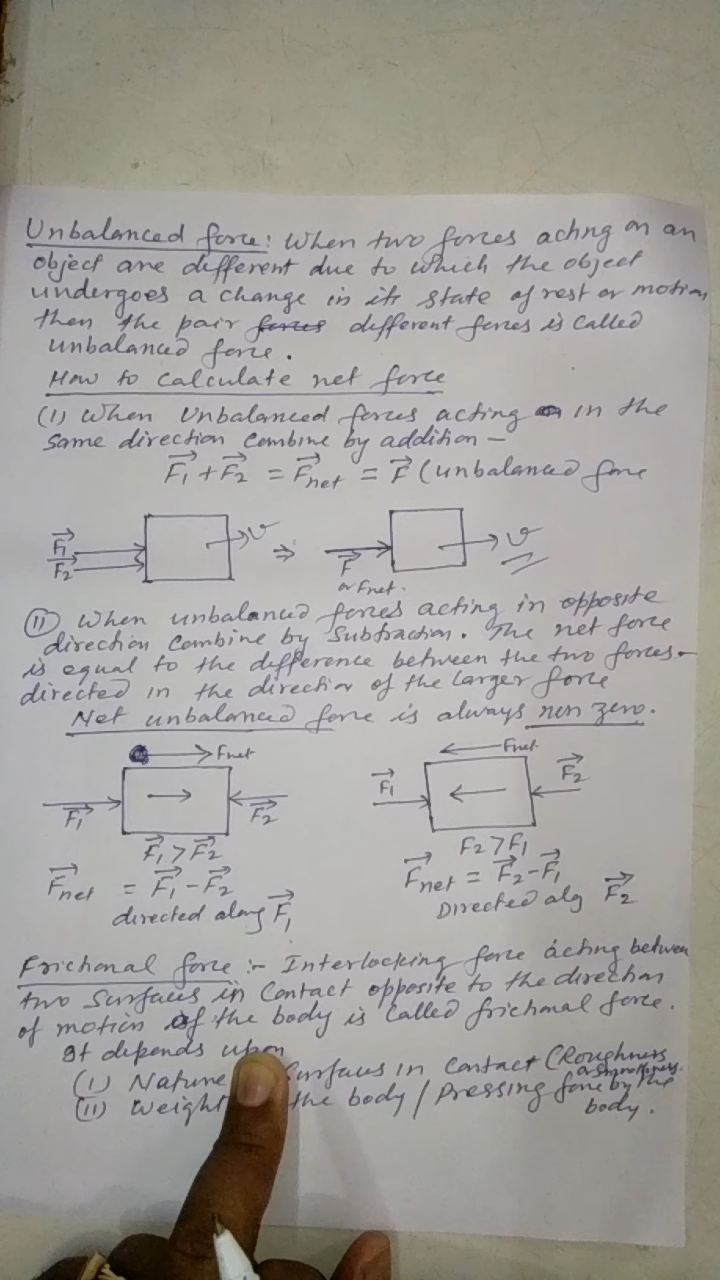 Unbalanced force: When two forces acting on an
object are different due to which the object
undergoes a change in its state of rest or motion
then the pair forces different forces is called
unbalanced force.
How to calculate net force
(I) When Unbalanced forces acting in the
same direction combine by addition –
F₁ + F₂ = Fnet = F (unbalanced force
F₁
F₂
v
⇒
F
or Fnet.
v
(II) When unbalanced forces acting in opposite
direction combine by subtraction. The net force
is equal to the difference between the two forces
directed in the direction of the larger force
Net unbalanced force is always non zero.
Fnet
F₁
F₂
F₁ > F₂
Fnet = F₁ – F₂
directed along F₁
Fnet
F₁
F₂
F₂ > F₁
Fnet = F₂ – F₁
Directed alg F₂
Frictional force :- Interlocking force acting between
two surfaces in contact opposite to the direction
of motion of the body is called frictional force.
It depends upon
(I) Nature surfaces in contact (Roughness
smoothness.
(II) Weight the body / pressing force by the
body.